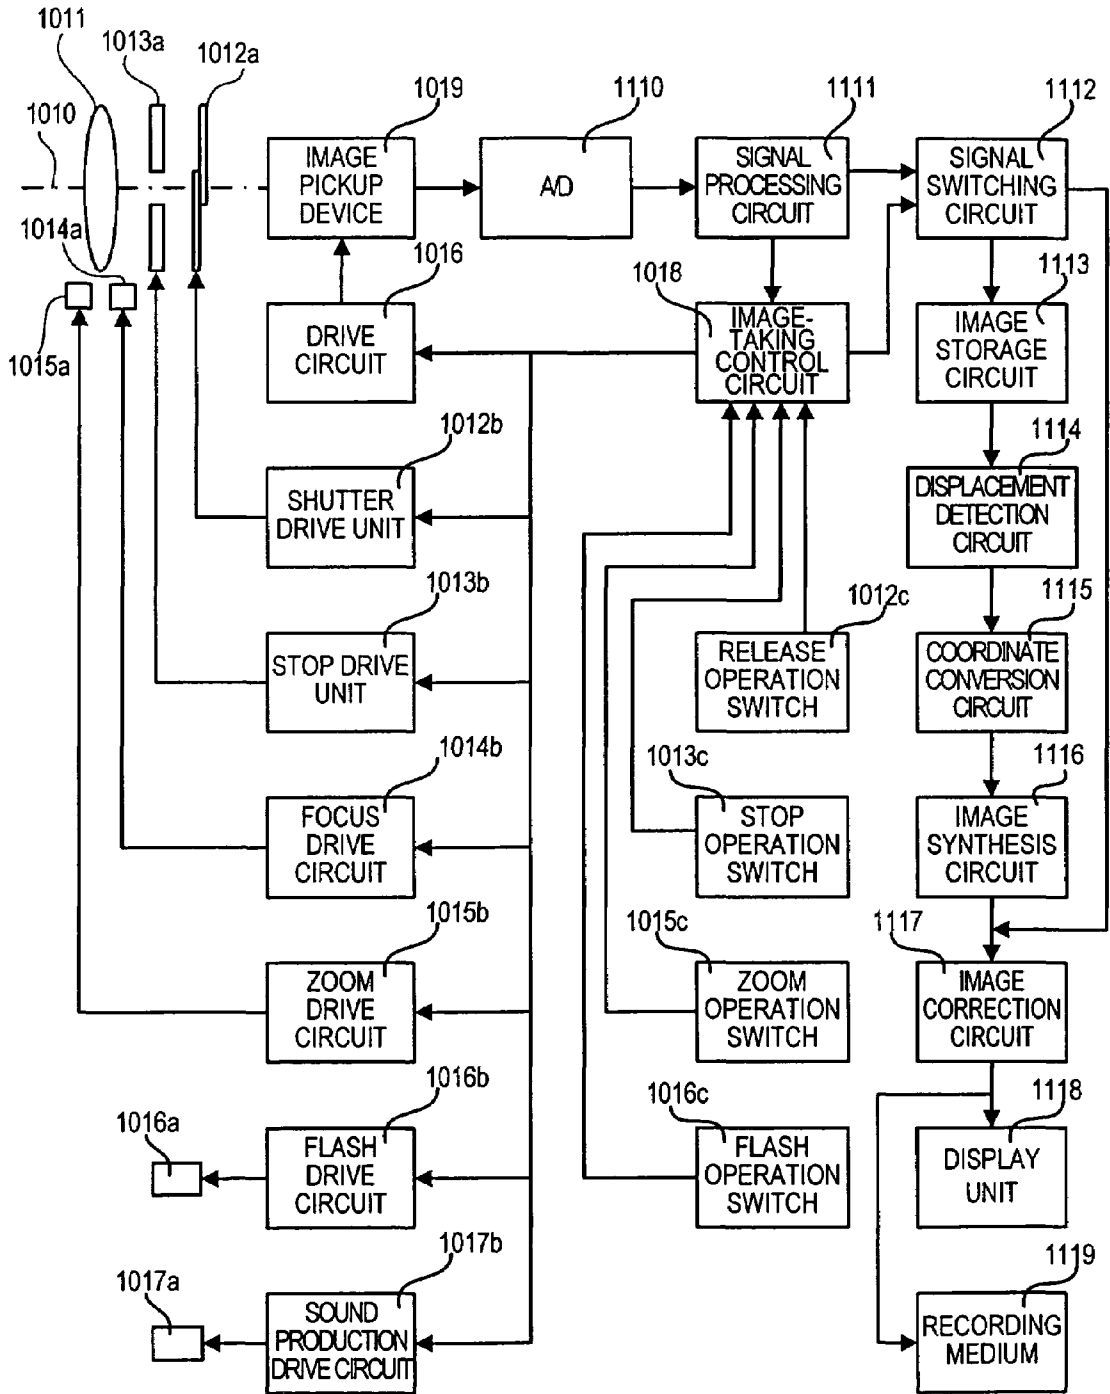 1011
1013a
1012a
1010
1019
1110
1111
1112
IMAGE
PICKUP
DEVICE
A/D
SIGNAL
PROCESSING
CIRCUIT
SIGNAL
SWITCHING
CIRCUIT
1014a
1016
1018
1113
1015a
DRIVE
CIRCUIT
IMAGE-
TAKING
CONTROL
CIRCUIT
IMAGE
STORAGE
CIRCUIT
1012b
1114
SHUTTER
DRIVE UNIT
DISPLACEMENT
DETECTION
CIRCUIT
1013b
1012c
1115
STOP DRIVE
UNIT
RELEASE
OPERATION
SWITCH
COORDINATE
CONVERSION
CIRCUIT
1014b
1013c
1116
FOCUS
DRIVE
CIRCUIT
STOP
OPERATION
SWITCH
IMAGE
SYNTHESIS
CIRCUIT
1015b
1015c
1117
ZOOM
DRIVE
CIRCUIT
ZOOM
OPERATION
SWITCH
IMAGE
CORRECTION
CIRCUIT
1016a
1016b
1016c
1118
FLASH
DRIVE
CIRCUIT
FLASH
OPERATION
SWITCH
DISPLAY
UNIT
1017a
1017b
1119
SOUND
PRODUCTION
DRIVE CIRCUIT
RECORDING
MEDIUM